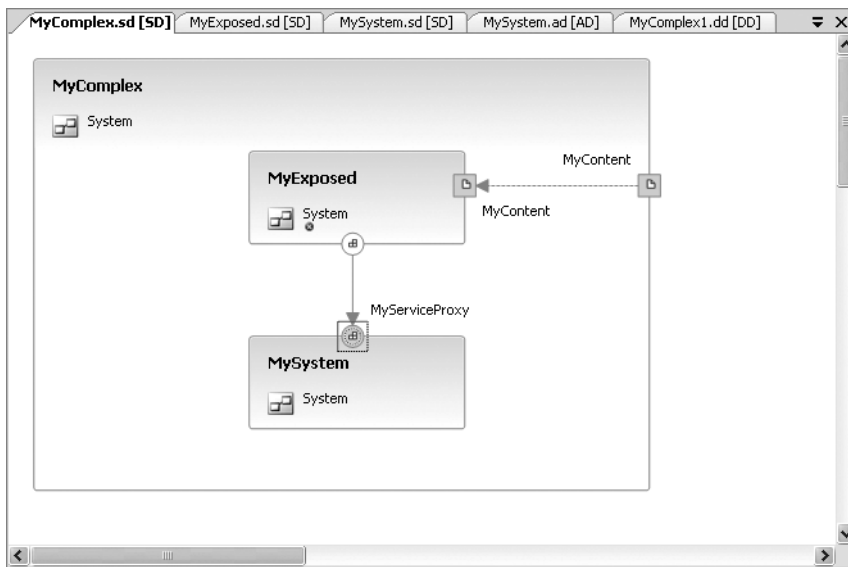 MyComplex.sd [SD] MyExposed.sd [SD] MySystem.sd [SD] MySystem.ad [AD] MyComplex1.dd [DD]
MyComplex
System
MyContent
MyExposed
System
MyContent
MyServiceProxy
MySystem
System